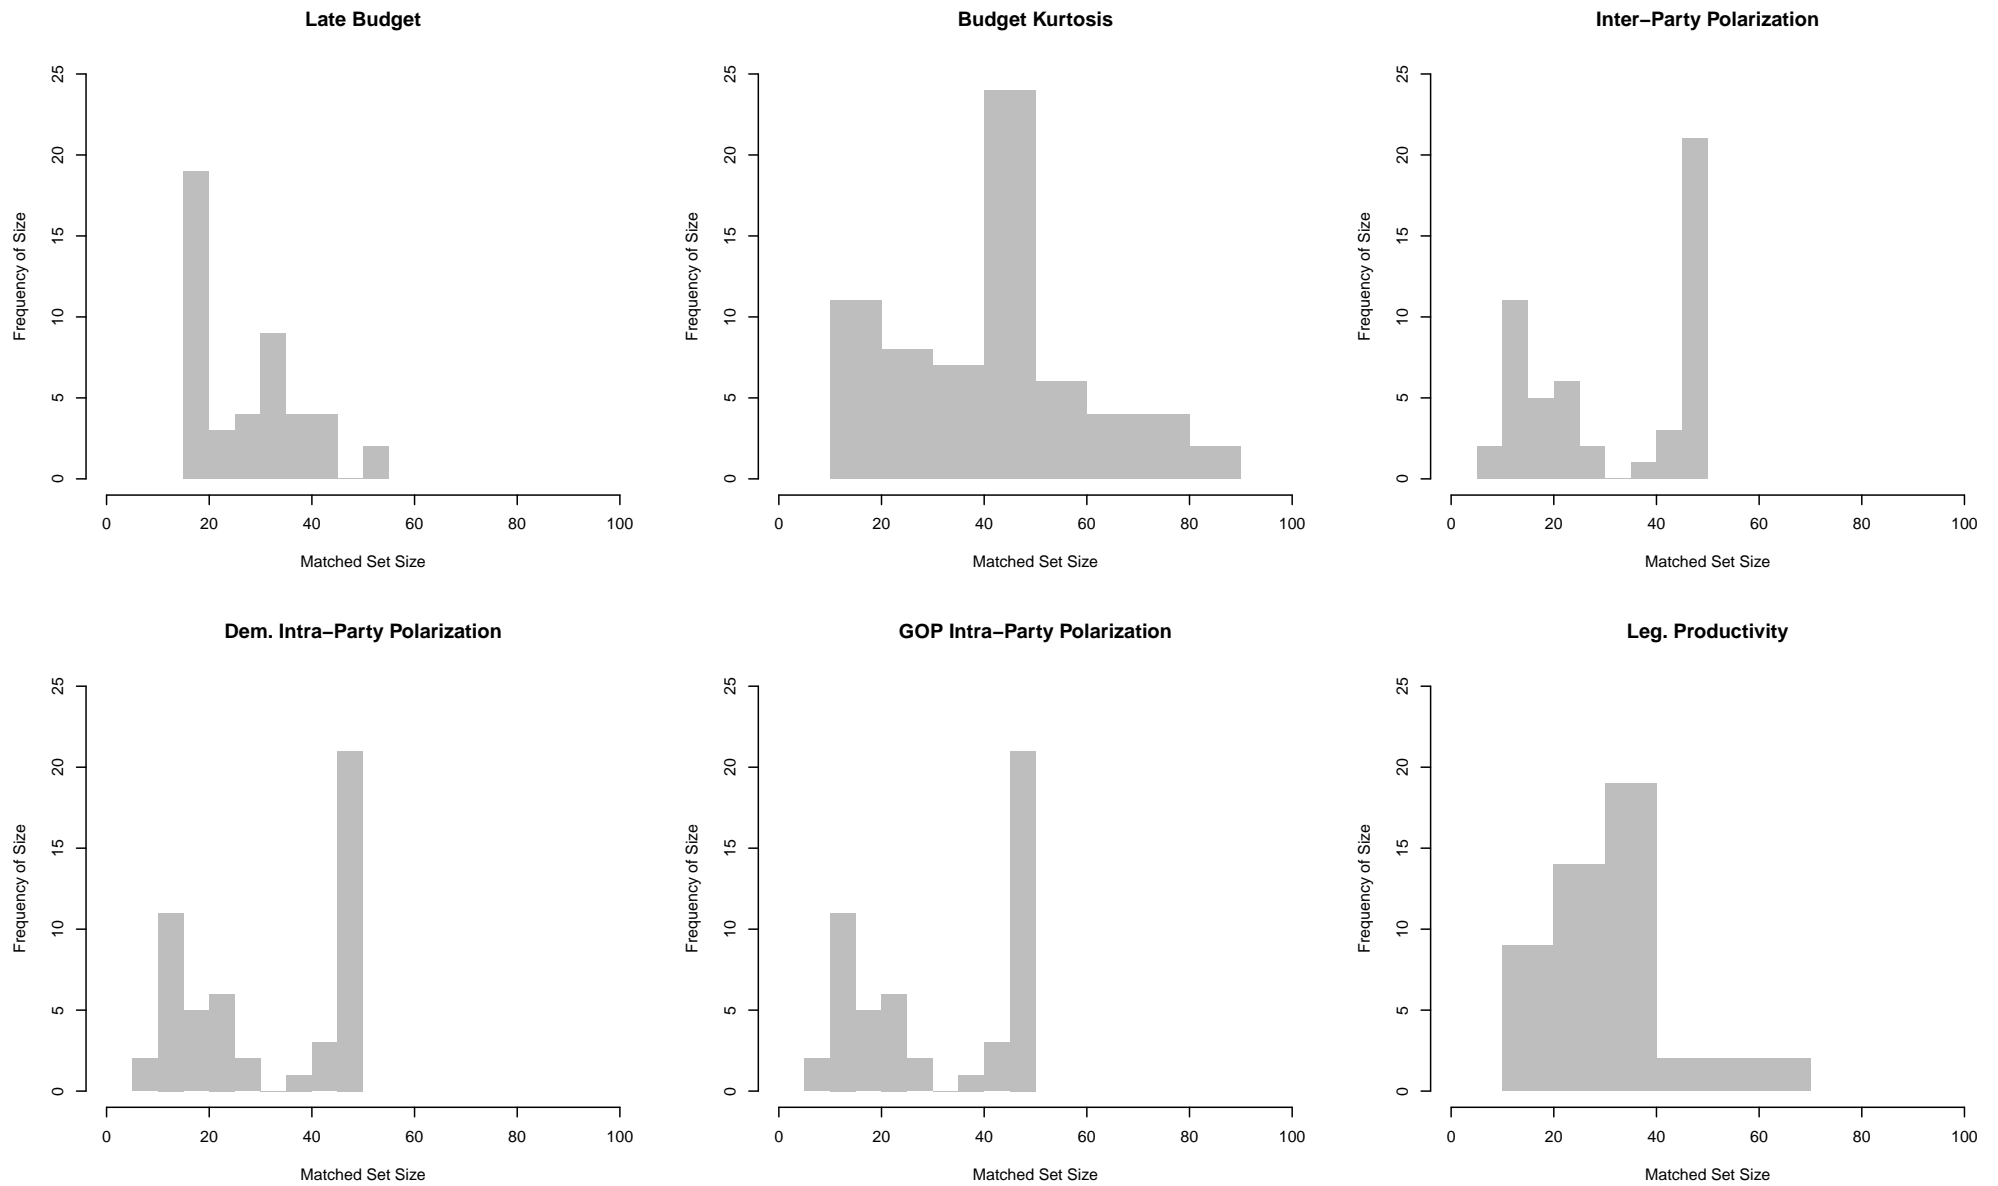 Late Budget
Frequency of Size
25
20
15
10
5
0
0 20 40 60 80 100
Matched Set Size
Budget Kurtosis
Frequency of Size
25
20
15
10
5
0
0 20 40 60 80 100
Matched Set Size
Inter−Party Polarization
Frequency of Size
25
20
15
10
5
0
0 20 40 60 80 100
Matched Set Size
Dem. Intra−Party Polarization
Frequency of Size
25
20
15
10
5
0
0 20 40 60 80 100
Matched Set Size
GOP Intra−Party Polarization
Frequency of Size
25
20
15
10
5
0
0 20 40 60 80 100
Matched Set Size
Leg. Productivity
Frequency of Size
25
20
15
10
5
0
0 20 40 60 80 100
Matched Set Size